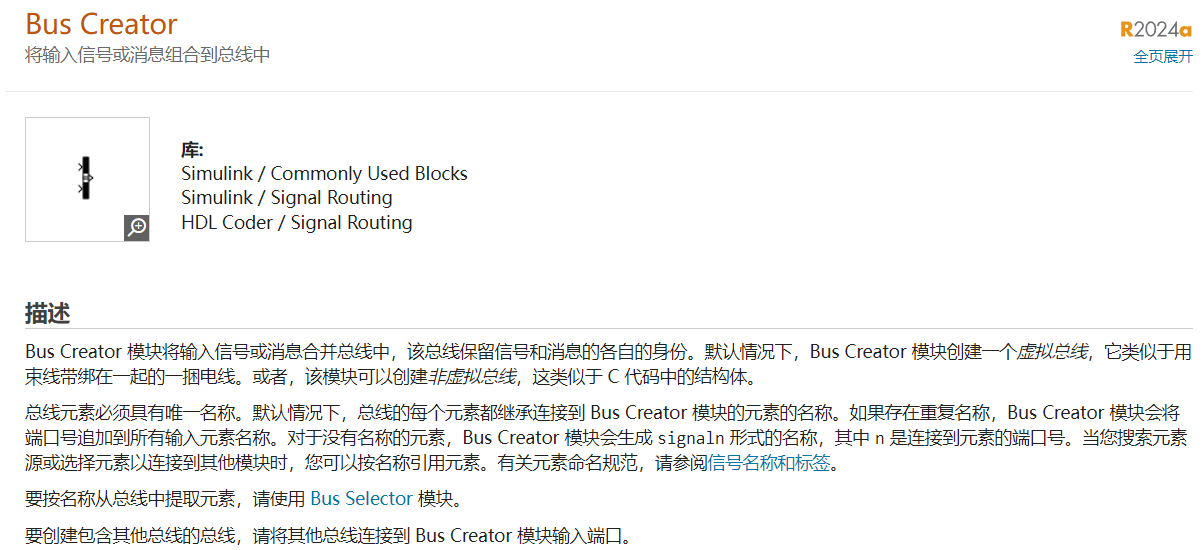 Bus Creator
R2024a
将输入信号或消息组合到总线中
全页展开
库:
Simulink / Commonly Used Blocks
Simulink / Signal Routing
HDL Coder / Signal Routing
描述
Bus Creator 模块将输入信号或消息合并总线中，该总线保留信号和消息的各自的身份。默认情况下，Bus Creator 模块创建一个虚拟总线，它类似于用
束线带绑在一起的一捆电线。或者，该模块可以创建非虚拟总线，这类似于 C 代码中的结构体。
总线元素必须具有唯一名称。默认情况下，总线的每个元素都继承连接到 Bus Creator 模块的元素的名称。如果存在重复名称，Bus Creator 模块会将
端口号追加到所有输入元素名称。对于没有名称的元素，Bus Creator 模块会生成 signaln 形式的名称，其中 n 是连接到元素的端口号。当您搜索元素
源或选择元素以连接到其他模块时，您可以按名称引用元素。有关元素命名规范，请参阅信号名称和标签。
要按名称从总线中提取元素，请使用 Bus Selector 模块。
要创建包含其他总线的总线，请将其他总线连接到 Bus Creator 模块输入端口。